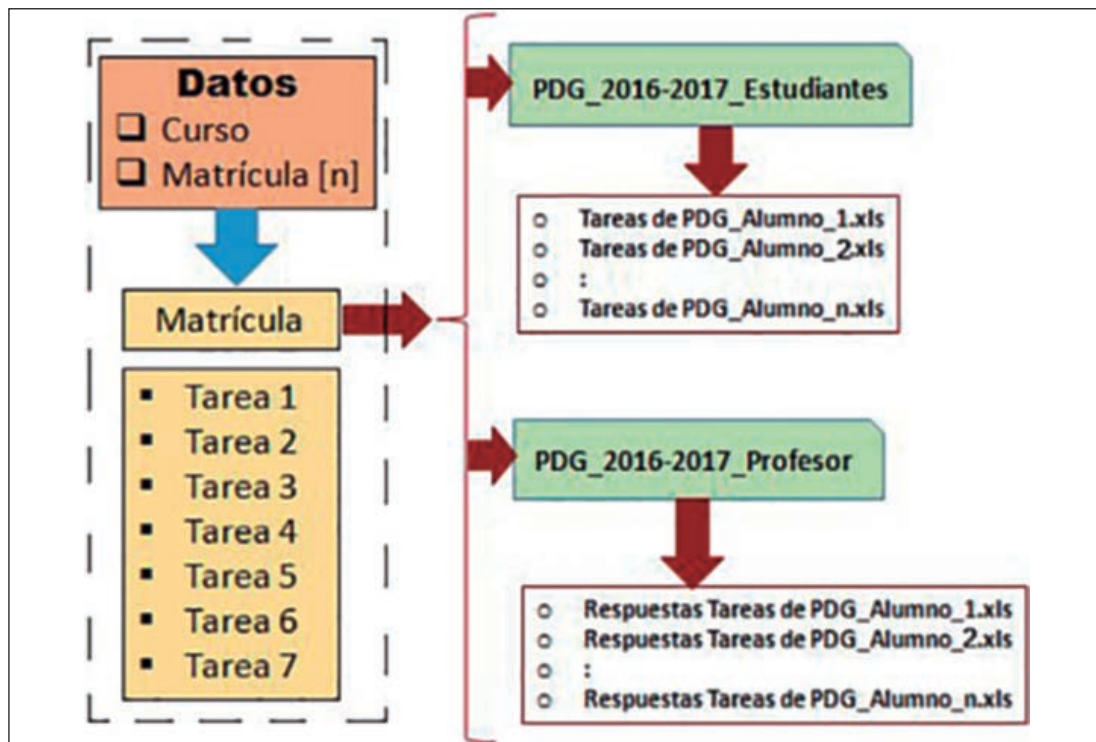 Datos
❑ Curso
❑ Matrícula [n]
Matrícula
▪ Tarea 1
▪ Tarea 2
▪ Tarea 3
▪ Tarea 4
▪ Tarea 5
▪ Tarea 6
▪ Tarea 7
PDG_2016-2017_Estudiantes
o Tareas de PDG_Alumno_1.xls
o Tareas de PDG_Alumno_2.xls
o :
o Tareas de PDG_Alumno_n.xls
PDG_2016-2017_Profesor
o Respuestas Tareas de PDG_Alumno_1.xls
o Respuestas Tareas de PDG_Alumno_2.xls
o :
o Respuestas Tareas de PDG_Alumno_n.xls